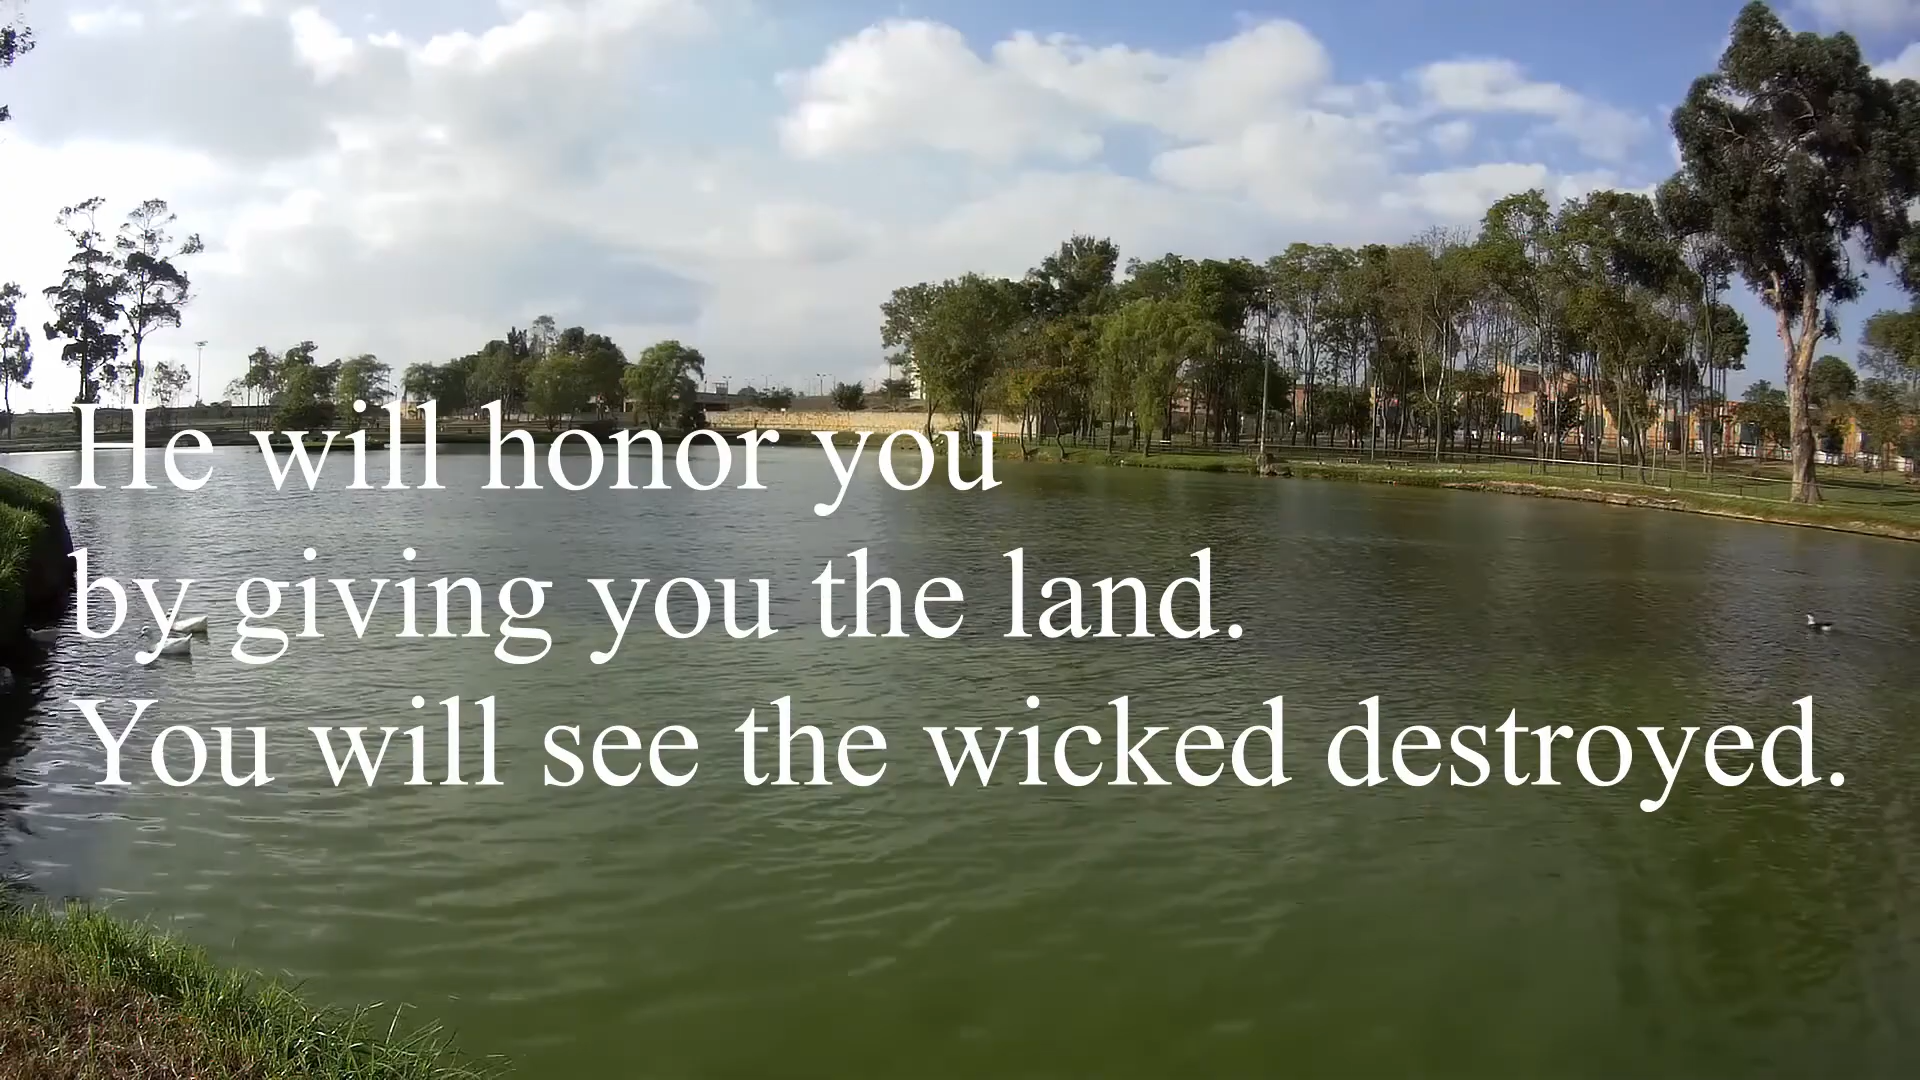 He will honor you
by giving you the land.
You will see the wicked destroyed.